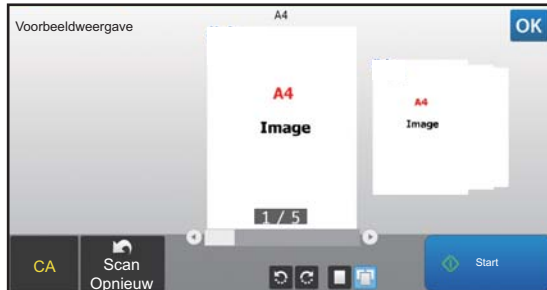 Voorbeeldweergave
A4
OK
A4
Image
1 / 5
A4
Image
CA
Scan
Opnieuw
Start